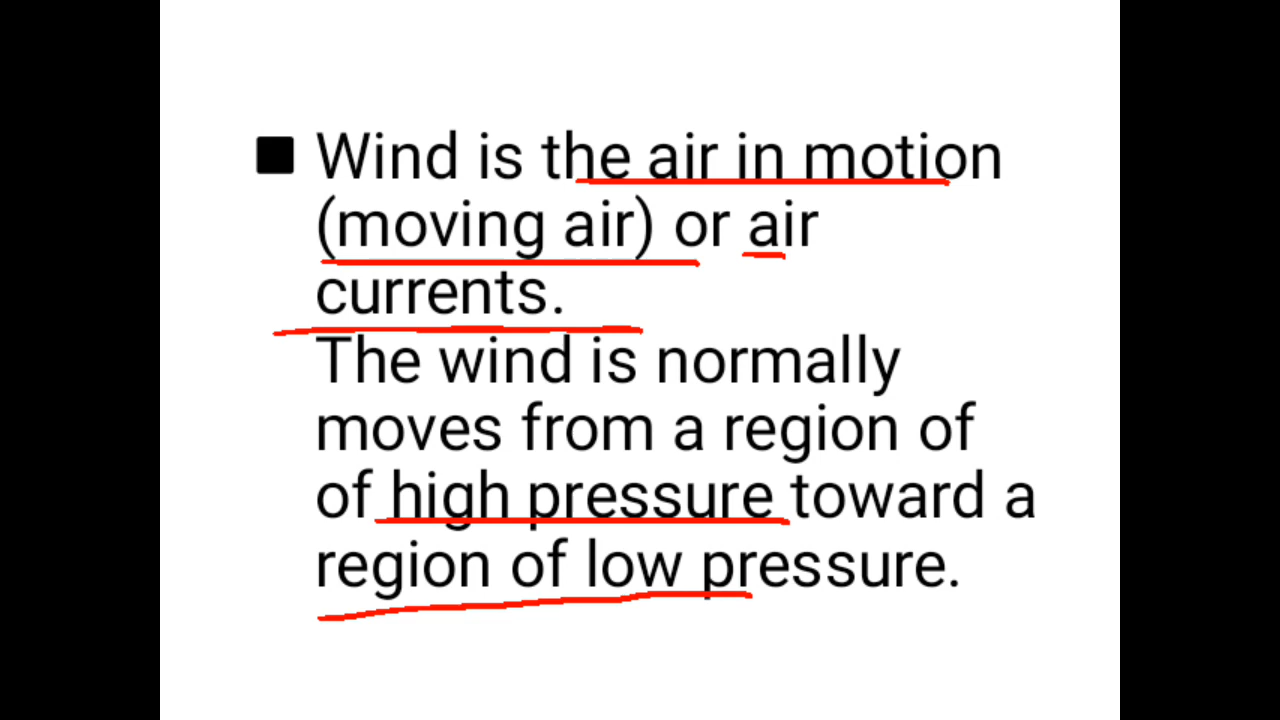 ■ Wind is the air in motion
(moving air) or air
currents.
The wind is normally
moves from a region of
of high pressure toward a
region of low pressure.